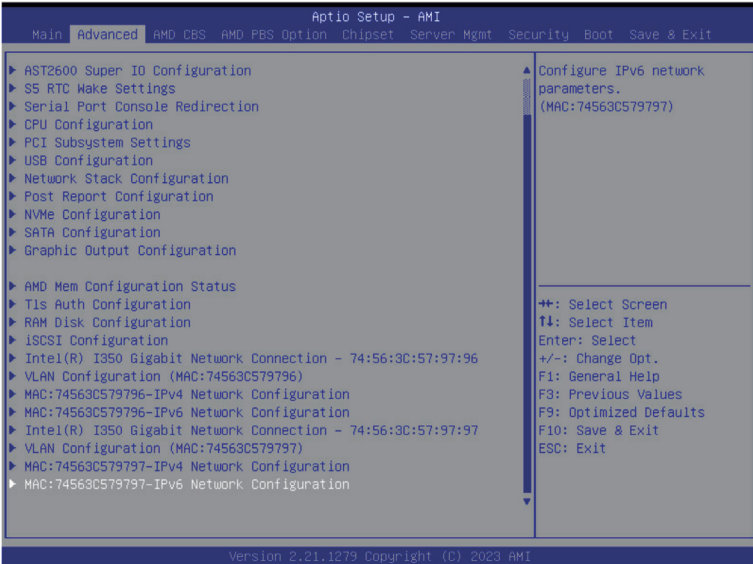 Aptio Setup – AMI
Main Advanced AMD CBS AMD PBS Option Chipset Server Mgmt Security Boot Save & Exit
AST2600 Super IO Configuration
S5 RTC Wake Settings
Serial Port Console Redirection
CPU Configuration
PCI Subsystem Settings
USB Configuration
Network Stack Configuration
Post Report Configuration
NVMe Configuration
SATA Configuration
Graphic Output Configuration
AMD Mem Configuration Status
Tls Auth Configuration
RAM Disk Configuration
iSCSI Configuration
Intel(R) I350 Gigabit Network Connection – 74:56:3C:57:97:96
VLAN Configuration (MAC:74563C579796)
MAC:74563C579796-IPv4 Network Configuration
MAC:74563C579796-IPv6 Network Configuration
Intel(R) I350 Gigabit Network Connection – 74:56:3C:57:97:97
VLAN Configuration (MAC:74563C579797)
MAC:74563C579797-IPv4 Network Configuration
MAC:74563C579797-IPv6 Network Configuration
Configure IPv6 network
parameters.
(MAC:74563C579797)
→←: Select Screen
↑↓: Select Item
Enter: Select
+/-: Change Opt.
F1: General Help
F3: Previous Values
F9: Optimized Defaults
F10: Save & Exit
ESC: Exit
Version 2.21.1279 Copyright (C) 2023 AMI